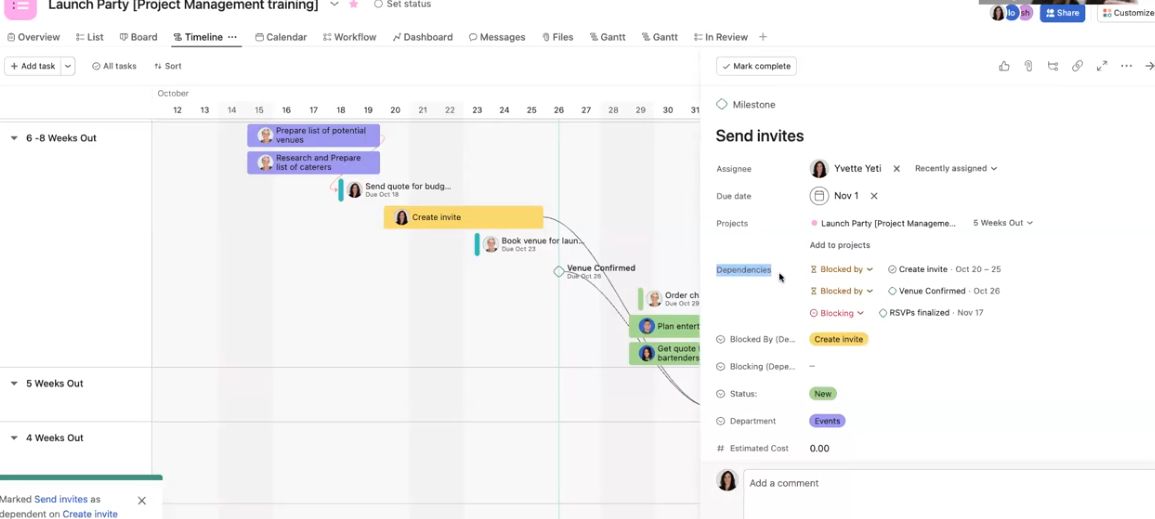 Launch Party [Project Management training]
Set status
Share
Customize
Overview
List
Board
Timeline
Calendar
Workflow
Dashboard
Messages
Files
Gantt
Gantt
In Review
+ Add task
All tasks
Sort
October
12 13 14 15 16 17 18 19 20 21 22 23 24 25 26 27 28 29 30 31
6 -8 Weeks Out
Prepare list of potential
venues
Research and Prepare
list of caterers
Send quote for budg...
Due Oct 18
Create invite
Book venue for laun...
Due Oct 23
Venue Confirmed
Due Oct 26
Order ch
Due Oct 29
Plan entert
Get quote
bartenders
5 Weeks Out
4 Weeks Out
Marked Send invites as
dependent on Create invite
Mark complete
Milestone
Send invites
Assignee
Yvette Yeti
Recently assigned
Due date
Nov 1
Projects
Launch Party [Project Manageme...
5 Weeks Out
Add to projects
Dependencies
Blocked by
Create invite · Oct 20 – 25
Blocked by
Venue Confirmed · Oct 26
Blocking
RSVPs finalized · Nov 17
Blocked By (De...
Create invite
Blocking (Depe...
—
Status:
New
Department
Events
# Estimated Cost
0.00
Add a comment